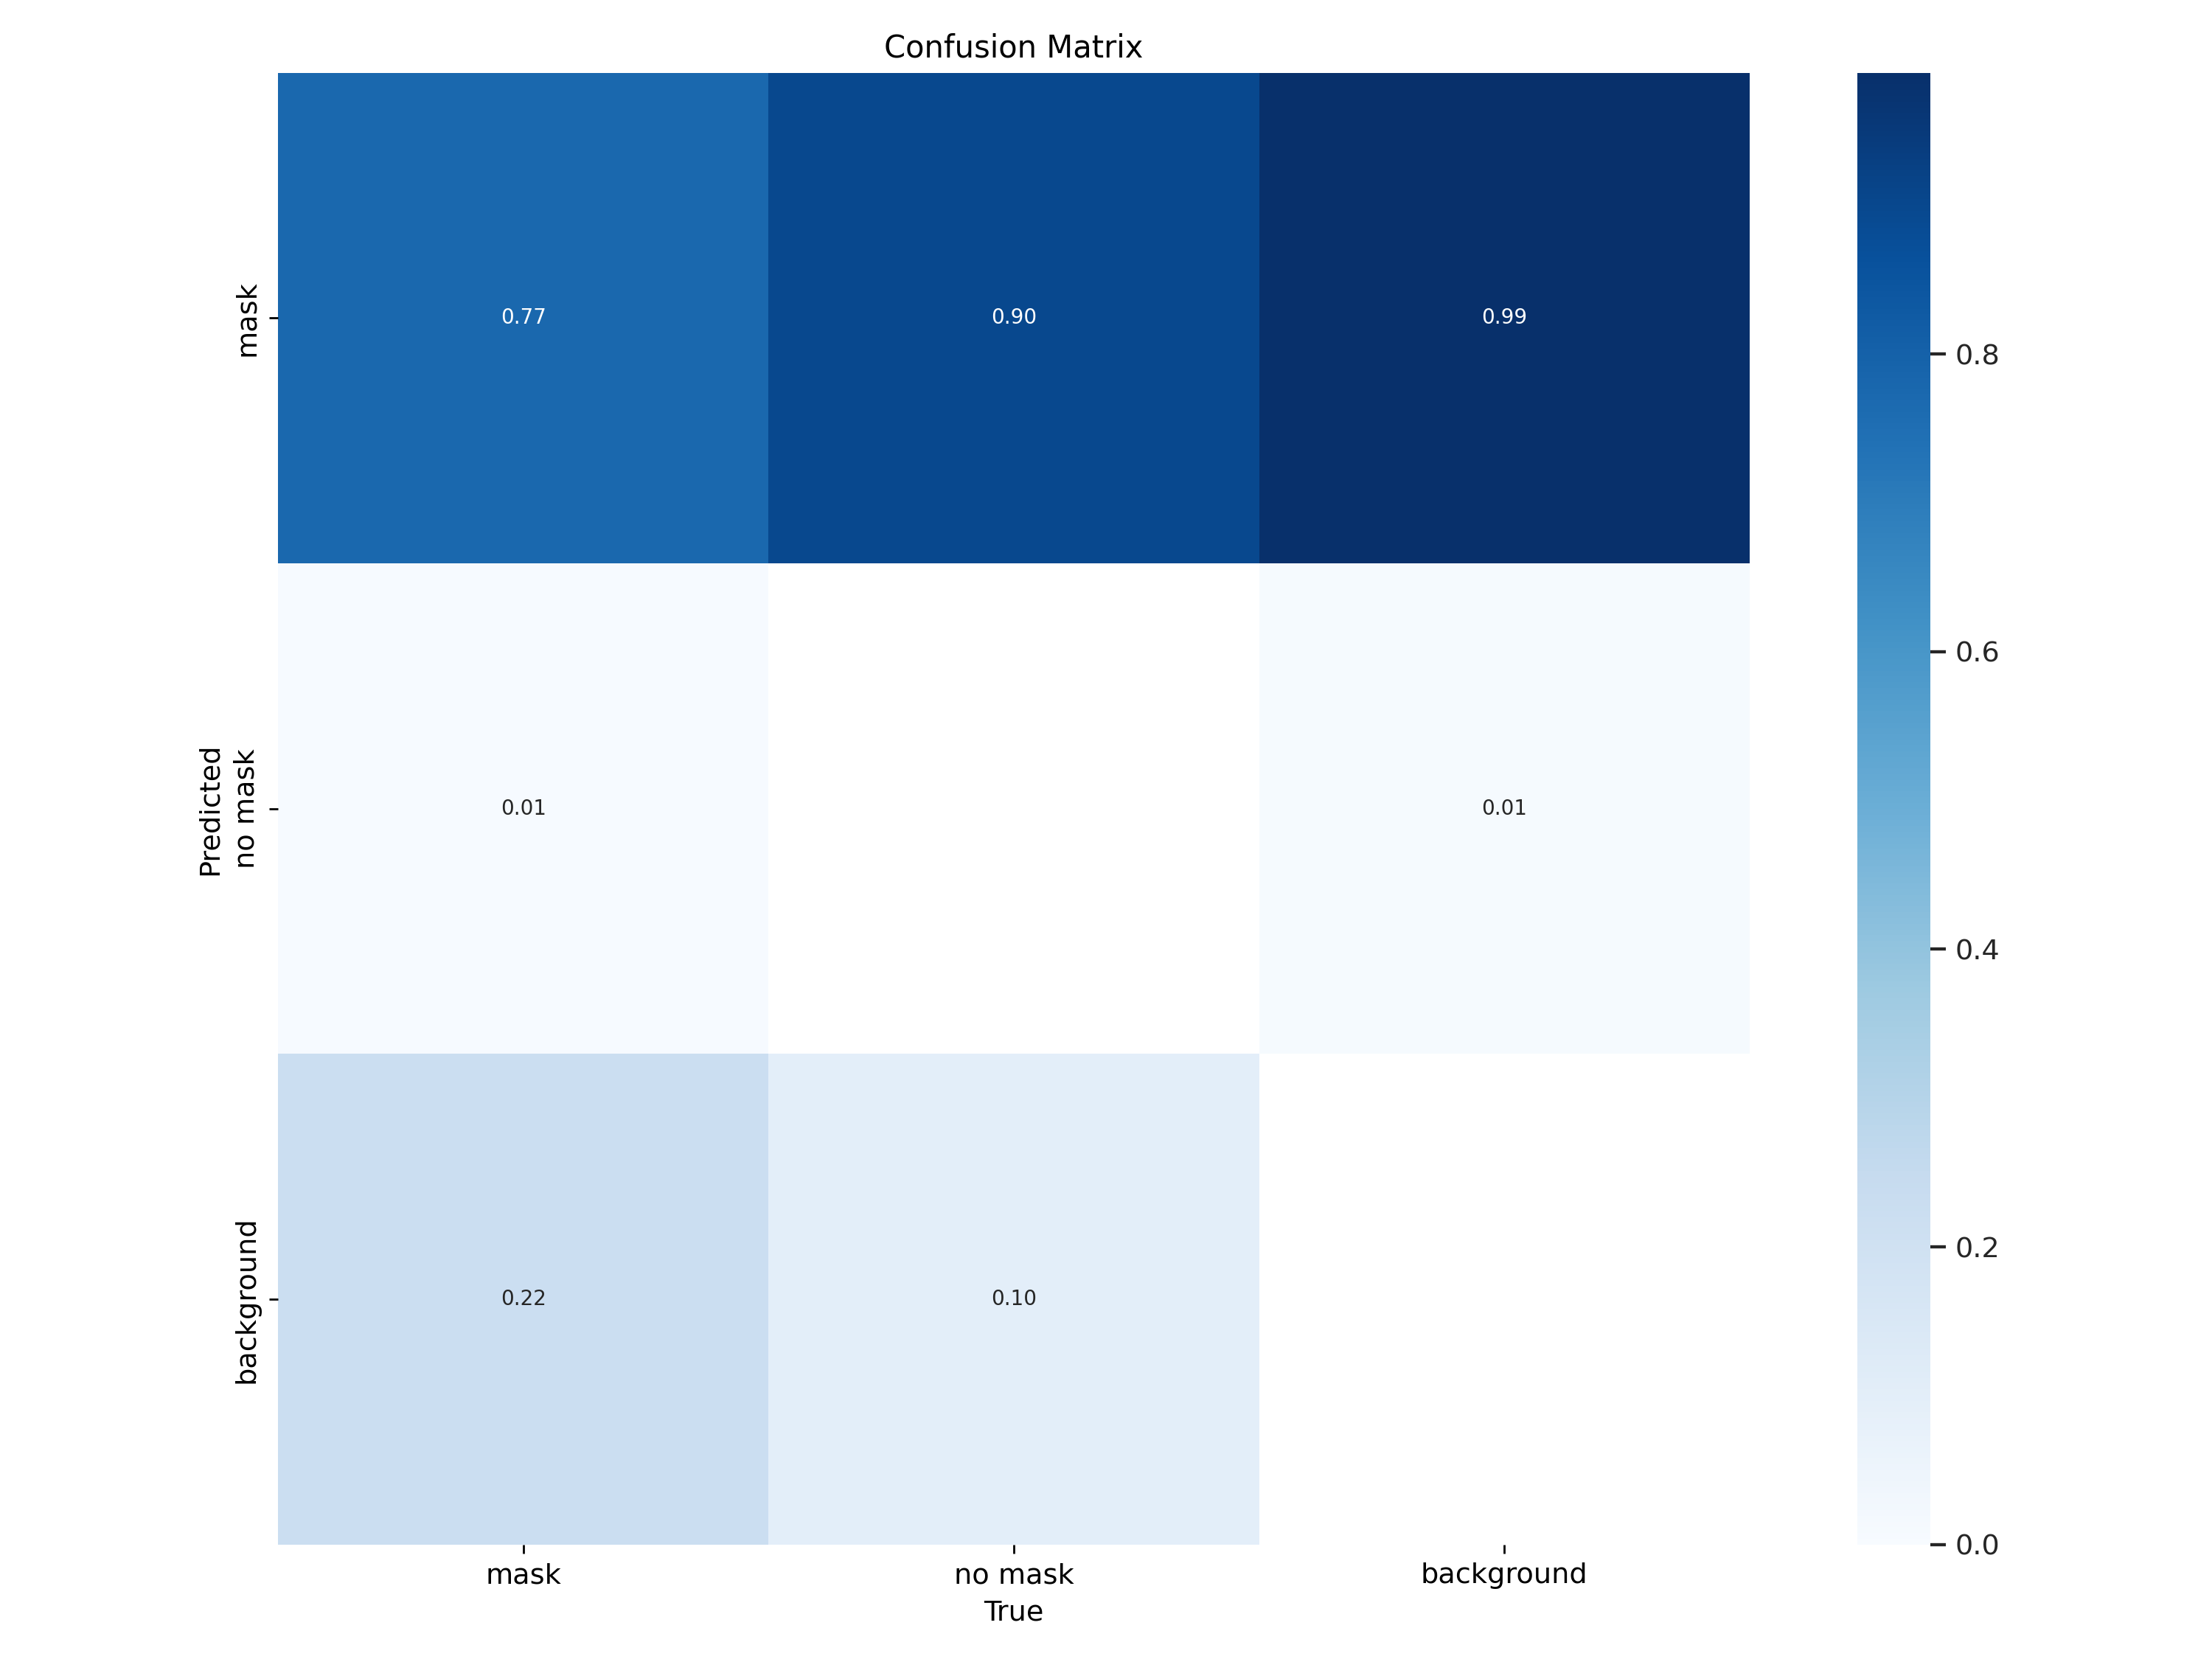 Confusion Matrix
mask
0.77
0.90
0.99
0.8
0.6
Predicted
no mask
0.01
0.01
0.4
background
0.22
0.10
0.2
0.0
mask
no mask
background
True